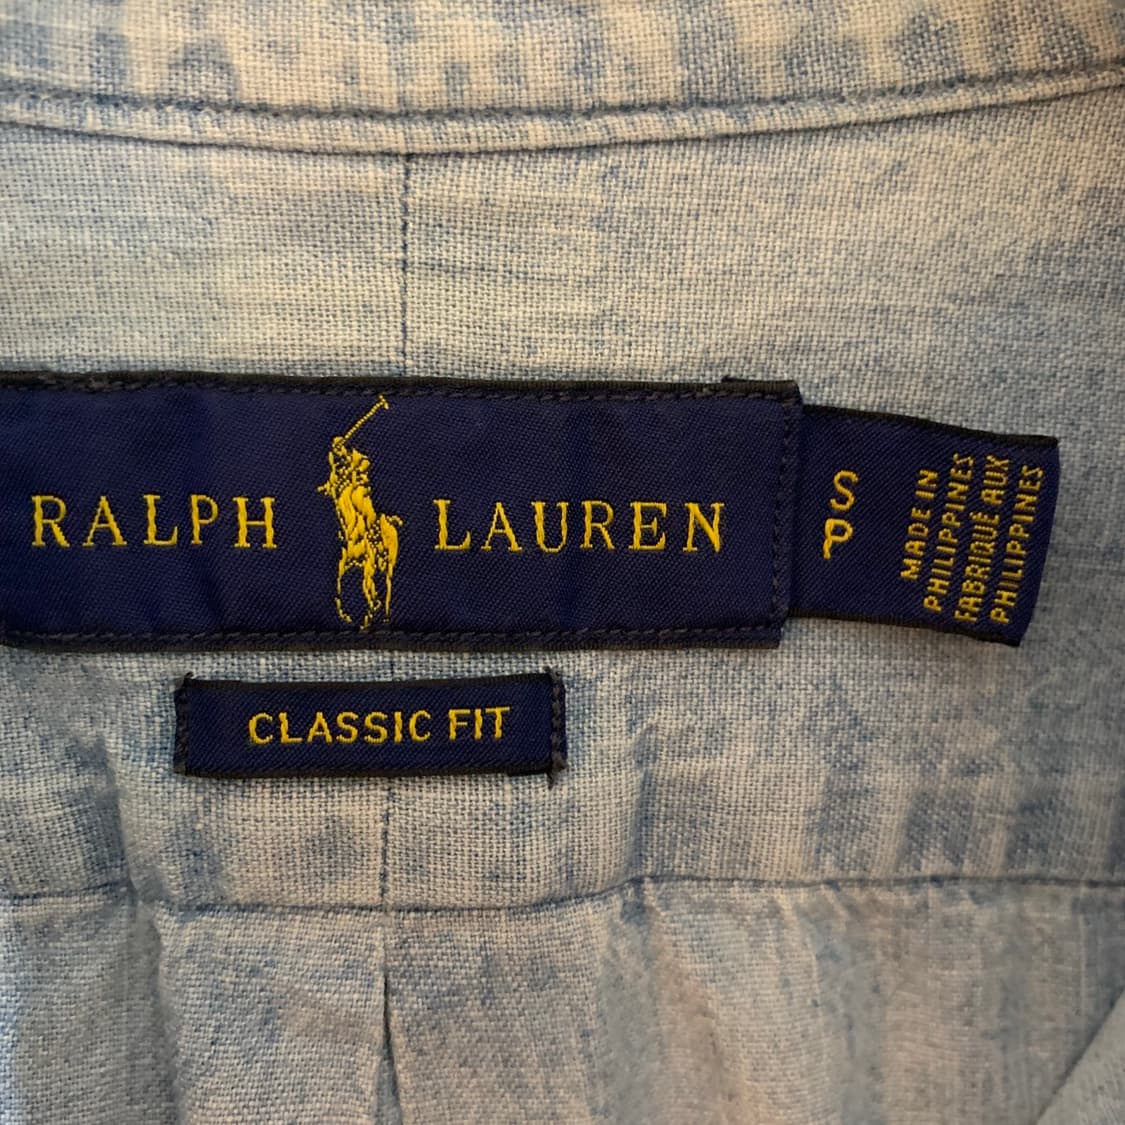 RALPH LAUREN
S
P
MADE IN
PHILIPPINES
FABRIQUÉ AUX
PHILIPPINES
CLASSIC FIT